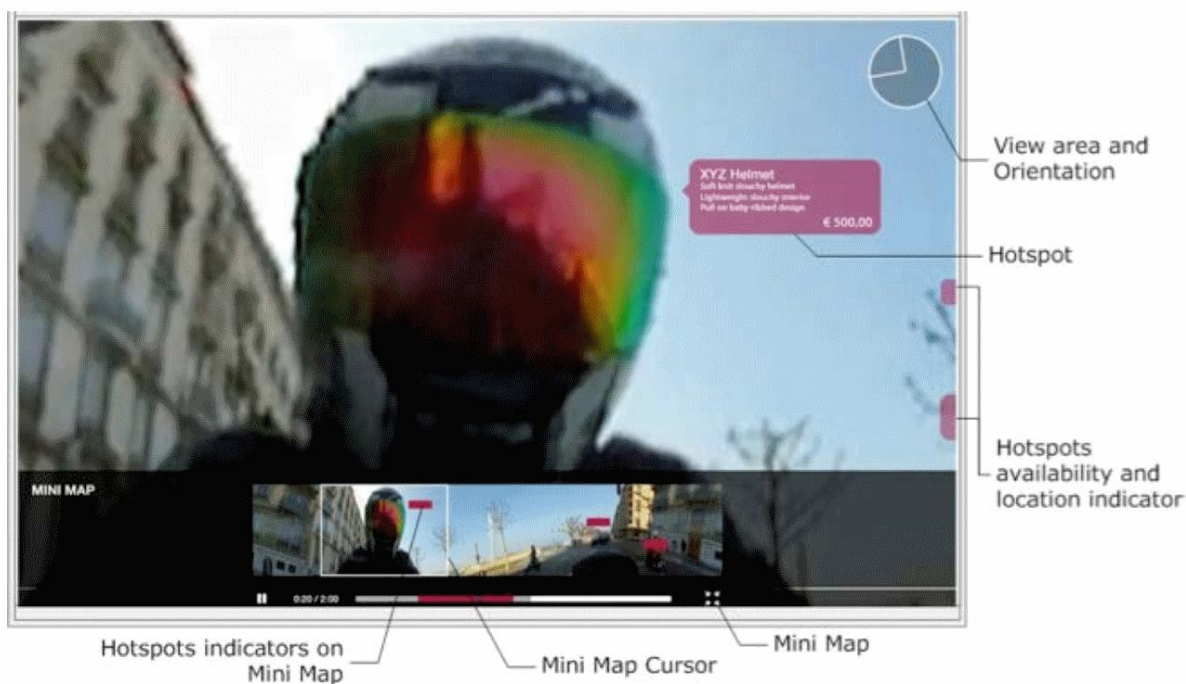 View area and
Orientation
XYZ Helmet
Soft knit slouchy helmet
Lightweight slouchy interior
Pull on baby-ribbed design
€ 500,00
Hotspot
Hotspots
availability and
location indicator
MINI MAP
0:20 / 2:00
Hotspots indicators on
Mini Map
Mini Map Cursor
Mini Map